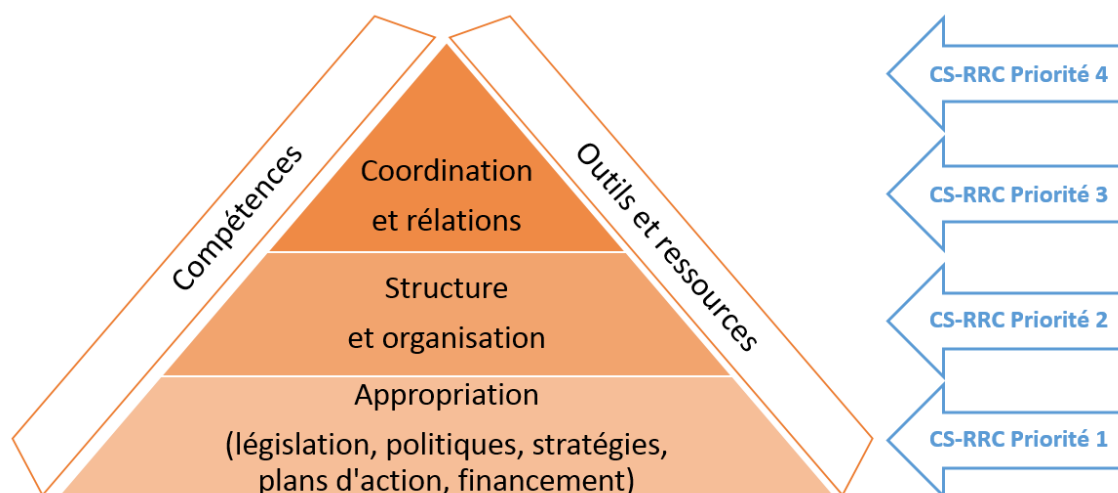 Compétences
Outils et ressources
Coordination
et rélations
Structure
et organisation
Appropriation
(législation, politiques, stratégies,
plans d'action, financement)
CS-RRC Priorité 4
CS-RRC Priorité 3
CS-RRC Priorité 2
CS-RRC Priorité 1